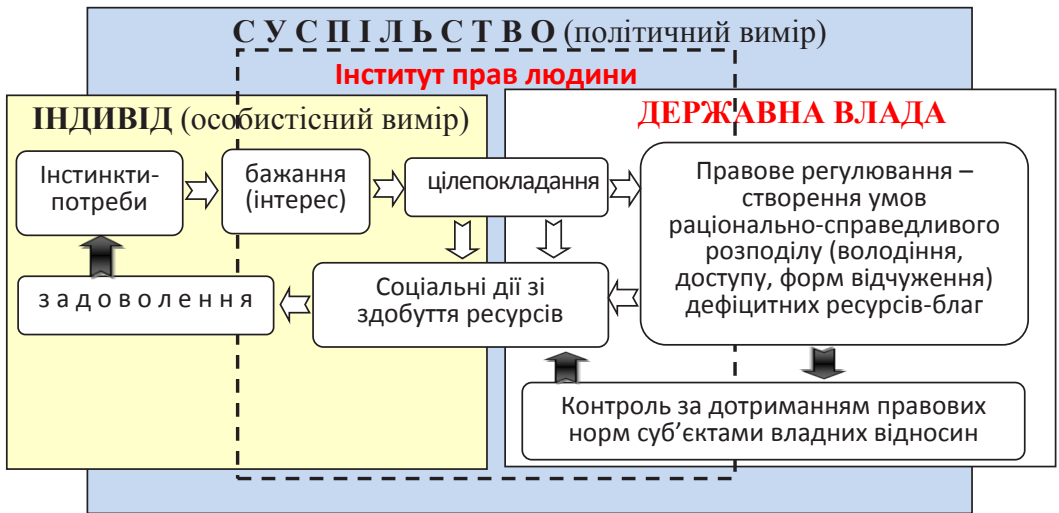 С У С П І Л Ь С Т В О (політичний вимір)
Інститут прав людини
ІНДИВІД (особистісний вимір)
ДЕРЖАВНА ВЛАДА
Інстинкти-
потреби
бажання
(інтерес)
цілепокладання
Правове регулювання –
створення умов
раціонально-справедливого
розподілу (володіння,
доступу, форм відчуження)
дефіцитних ресурсів-благ
з а д о в о л е н н я
Соціальні дії зі
здобуття ресурсів
Контроль за дотриманням правових
норм суб’єктами владних відносин